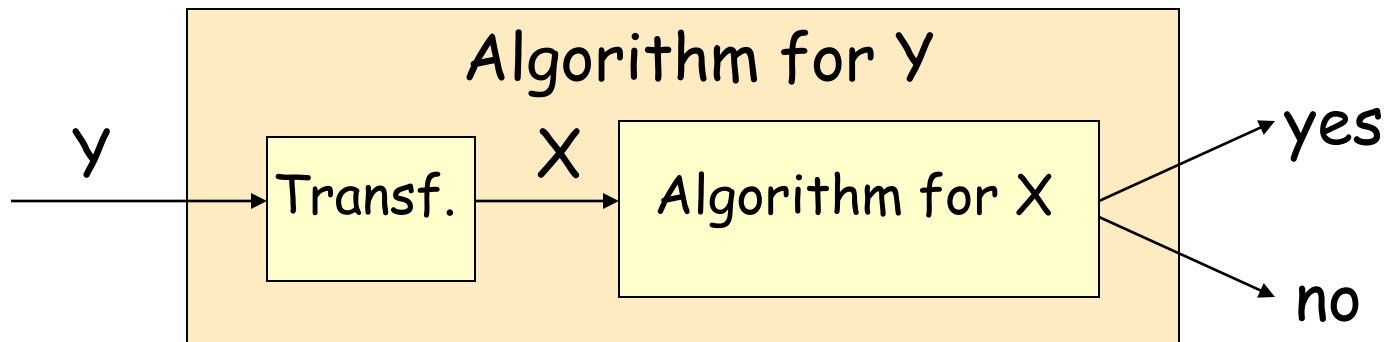 Algorithm for Y
Y
Transf.
X
Algorithm for X
yes
no